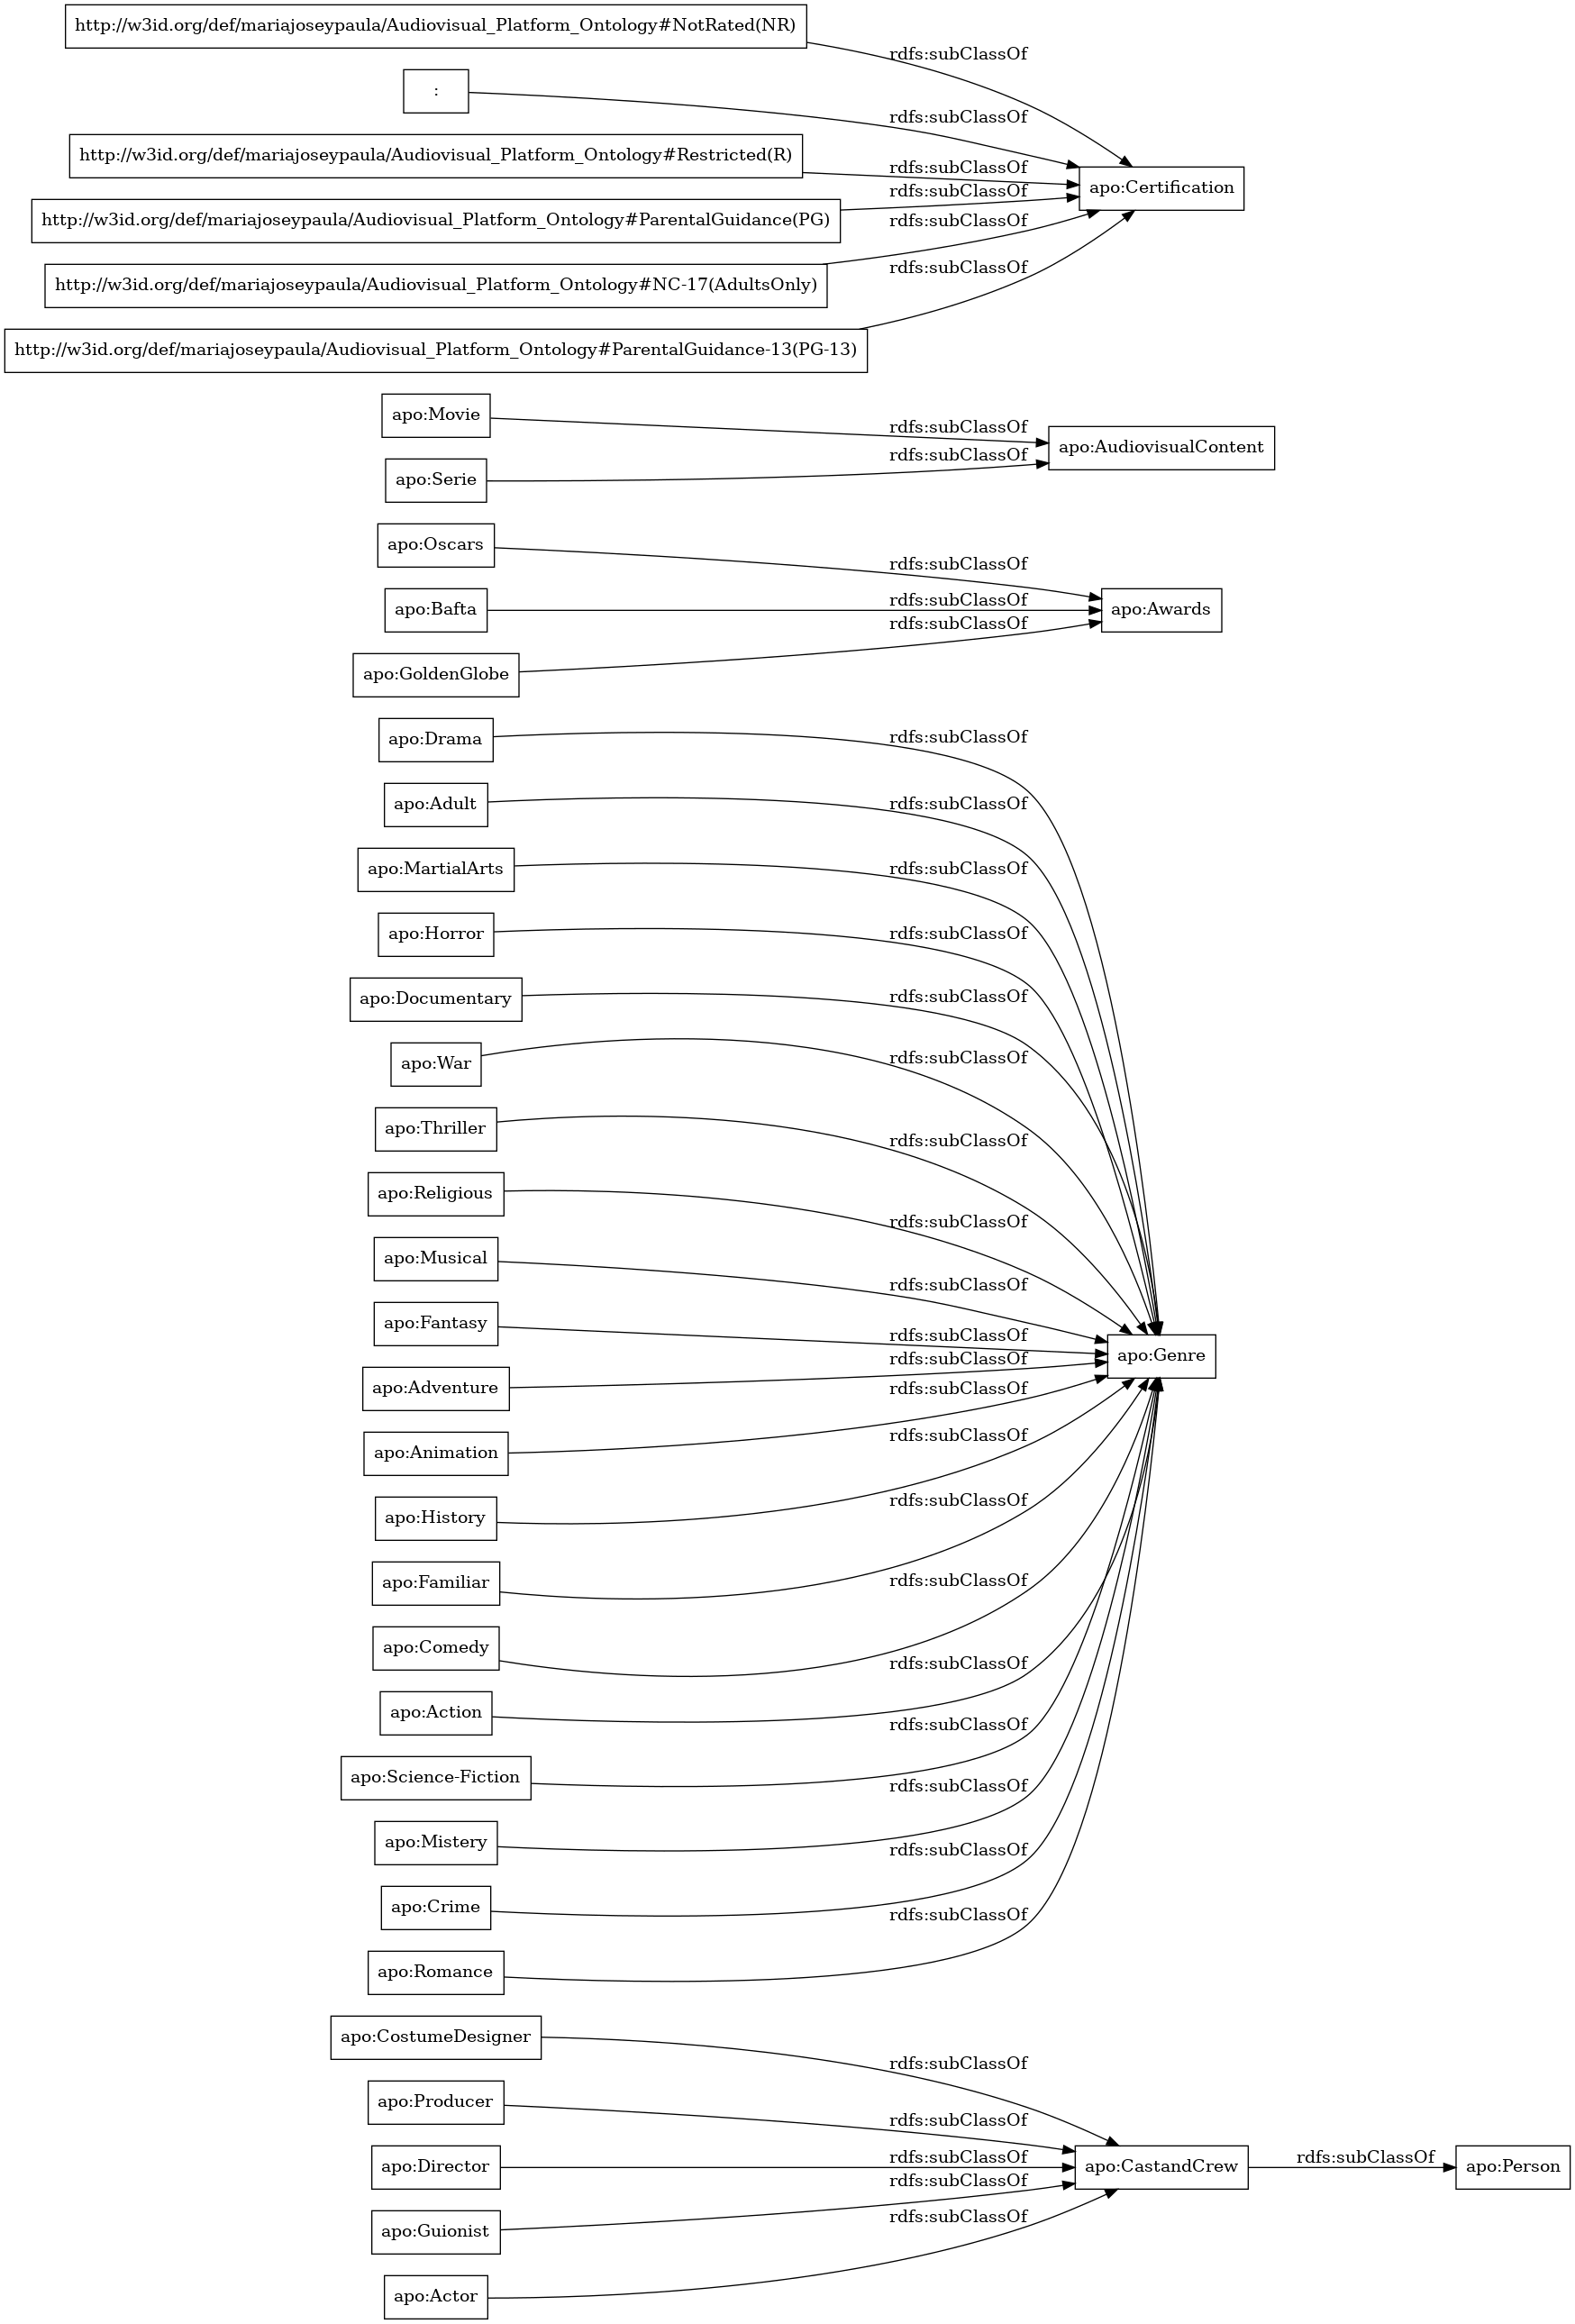 http://w3id.org/def/mariajoseypaula/Audiovisual_Platform_Ontology#NotRated(NR)
rdfs:subClassOf
:
rdfs:subClassOf
http://w3id.org/def/mariajoseypaula/Audiovisual_Platform_Ontology#Restricted(R)
rdfs:subClassOf
apo:Certification
http://w3id.org/def/mariajoseypaula/Audiovisual_Platform_Ontology#ParentalGuidance(PG)
rdfs:subClassOf
http://w3id.org/def/mariajoseypaula/Audiovisual_Platform_Ontology#NC-17(AdultsOnly)
rdfs:subClassOf
http://w3id.org/def/mariajoseypaula/Audiovisual_Platform_Ontology#ParentalGuidance-13(PG-13)
rdfs:subClassOf
apo:Movie
rdfs:subClassOf
apo:AudiovisualContent
apo:Serie
rdfs:subClassOf
apo:Oscars
rdfs:subClassOf
apo:Bafta
rdfs:subClassOf
apo:Awards
apo:GoldenGlobe
rdfs:subClassOf
apo:Drama
rdfs:subClassOf
apo:Adult
rdfs:subClassOf
apo:MartialArts
rdfs:subClassOf
apo:Horror
rdfs:subClassOf
apo:Documentary
rdfs:subClassOf
apo:War
rdfs:subClassOf
apo:Thriller
rdfs:subClassOf
apo:Religious
rdfs:subClassOf
apo:Musical
rdfs:subClassOf
apo:Fantasy
rdfs:subClassOf
apo:Genre
apo:Adventure
rdfs:subClassOf
apo:Animation
rdfs:subClassOf
apo:History
rdfs:subClassOf
apo:Familiar
rdfs:subClassOf
apo:Comedy
rdfs:subClassOf
apo:Action
rdfs:subClassOf
apo:Science-Fiction
rdfs:subClassOf
apo:Mistery
rdfs:subClassOf
apo:Crime
rdfs:subClassOf
apo:Romance
rdfs:subClassOf
apo:CostumeDesigner
rdfs:subClassOf
apo:Producer
rdfs:subClassOf
apo:Director
rdfs:subClassOf
apo:CastandCrew
rdfs:subClassOf
apo:Person
apo:Guionist
rdfs:subClassOf
apo:Actor
rdfs:subClassOf